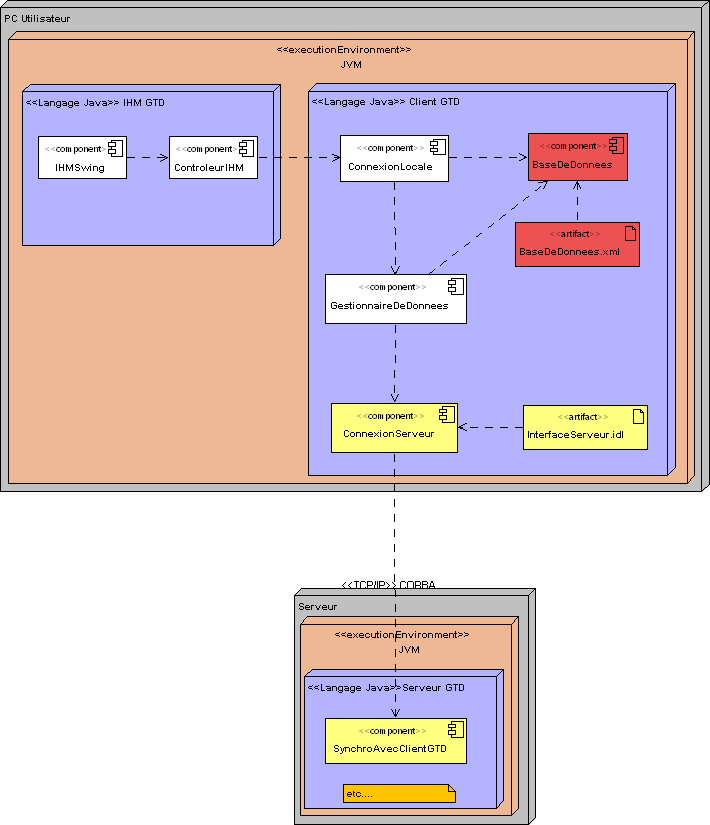 PC Utilisateur
<<executionEnvironment>>
JVM
<<Langage Java>> IHM GTD
<<Langage Java>> Client GTD
<<component>>
IHMSwing
<<component>>
ControleurIHM
<<component>>
ConnexionLocale
<<component>>
BaseDeDonnees
<<artifact>>
BaseDeDonnees.xml
<<component>>
GestionnaireDeDonnees
<<component>>
ConnexionServeur
<<artifact>>
InterfaceServeur.idl
<<TCP/IP>> CORBA
Serveur
<<executionEnvironment>>
JVM
<<Langage Java>>Serveur GTD
<<component>>
SynchroAvecClientGTD
etc....